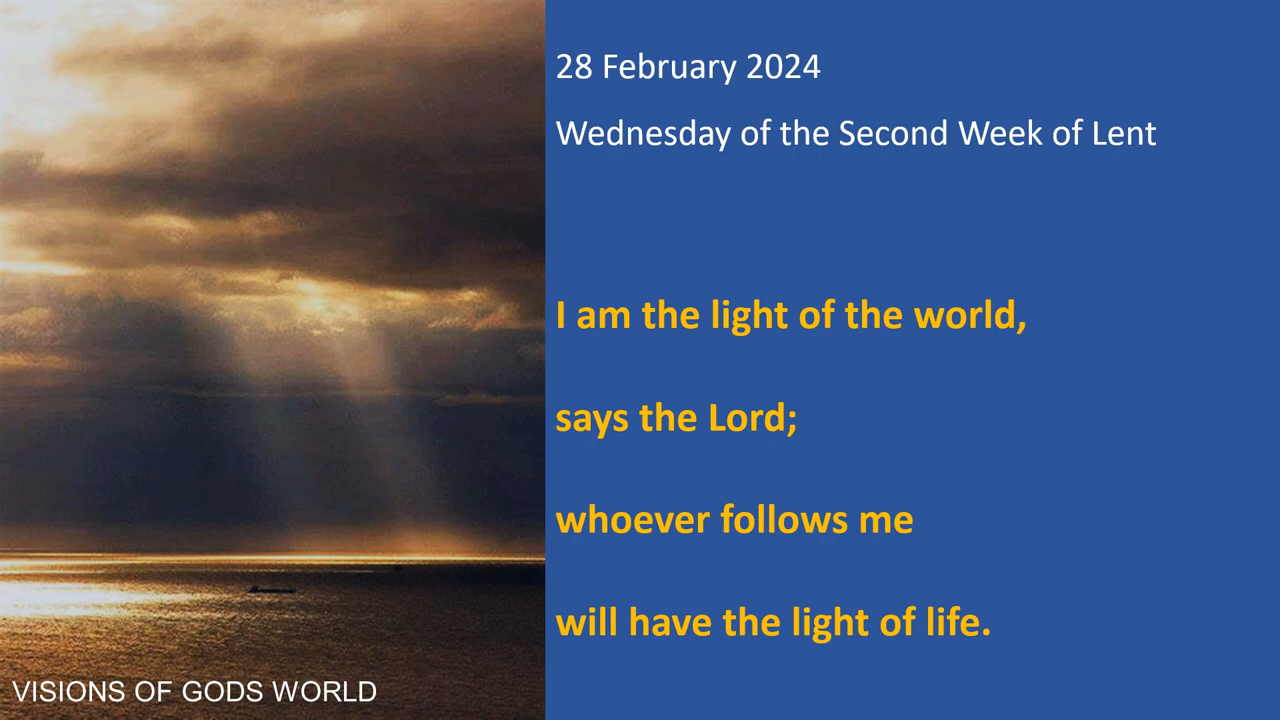 28 February 2024
Wednesday of the Second Week of Lent
I am the light of the world,
says the Lord;
whoever follows me
will have the light of life.
VISIONS OF GODS WORLD